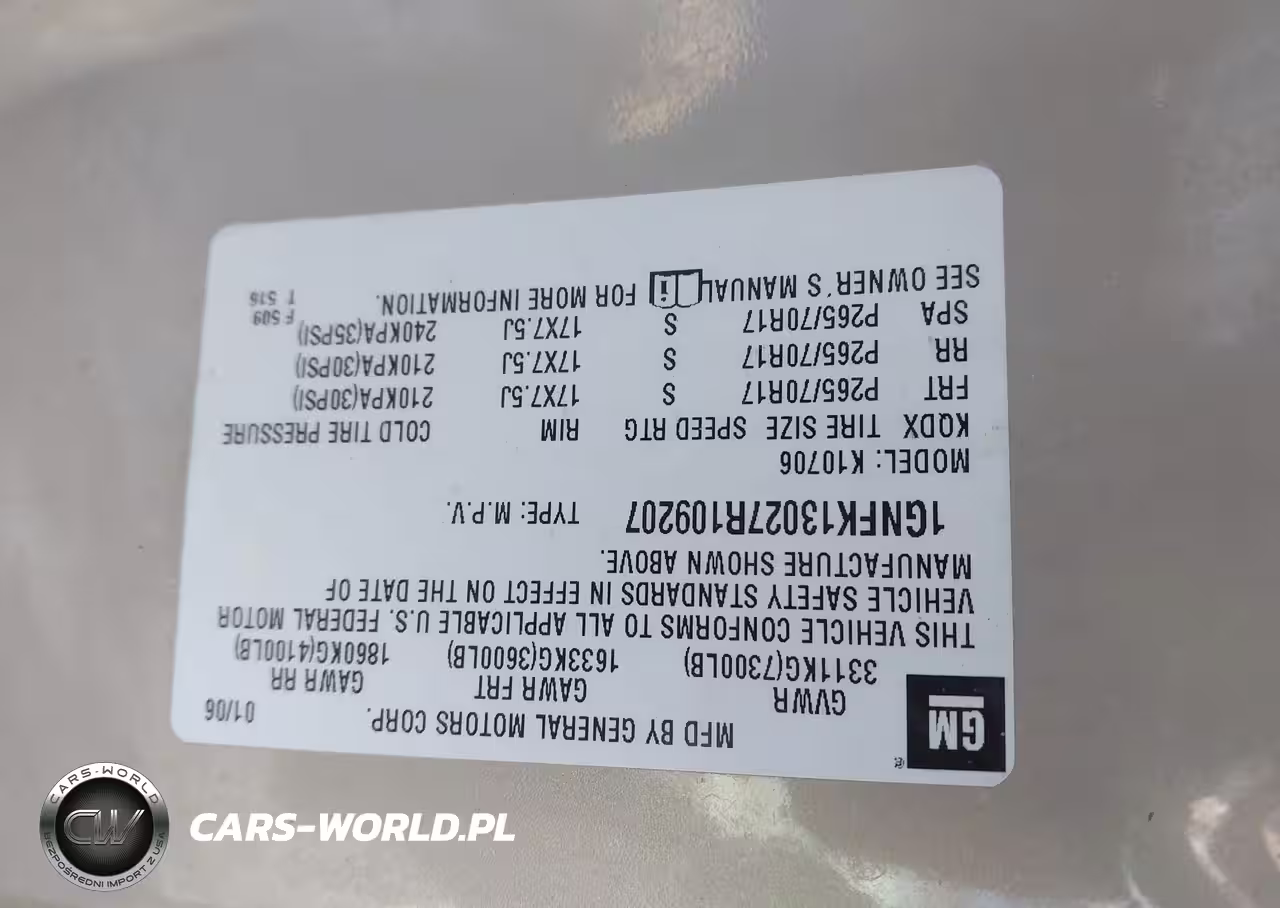 GM
®
MFD BY GENERAL MOTORS CORP. 01/06
GVWR GAWR FRT GAWR RR
3311KG(7300LB) 1633KG(3600LB) 1860KG(4100LB)
THIS VEHICLE CONFORMS TO ALL APPLICABLE U.S. FEDERAL MOTOR
VEHICLE SAFETY STANDARDS IN EFFECT ON THE DATE OF
MANUFACTURE SHOWN ABOVE.
1GNFK13027R109207 TYPE: M.P.V.
MODEL: K10706
KQDX TIRE SIZE SPEED RTG RIM COLD TIRE PRESSURE
FRT P265/70R17 S 17X7.5J 210KPA(30PSI)
RR P265/70R17 S 17X7.5J 210KPA(30PSI)
SPA P265/70R17 S 17X7.5J 240KPA(35PSI)
SEE OWNER'S MANUAL i FOR MORE INFORMATION.
F 509
T 516
CARS-WORLD
CW
BEZPOŚREDNI IMPORT Z USA
CARS-WORLD.PL